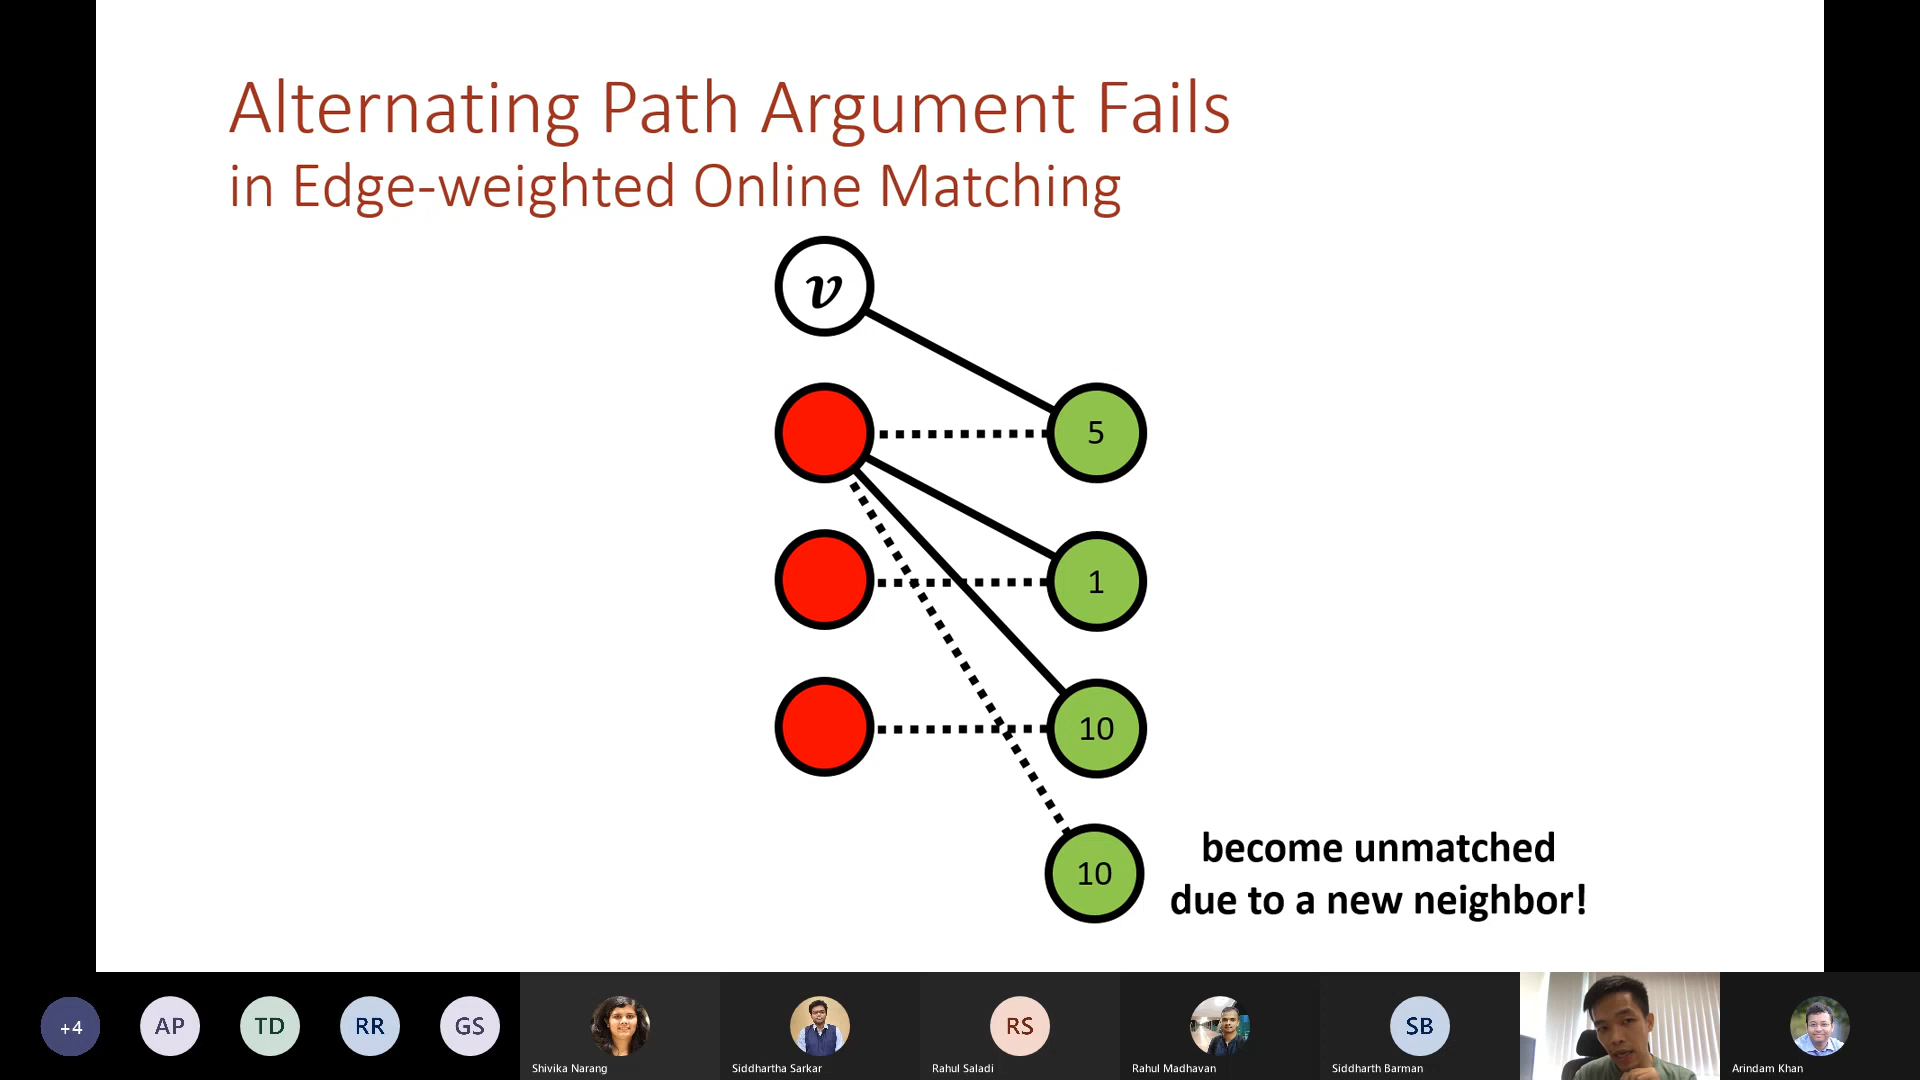 Alternating Path Argument Fails
in Edge-weighted Online Matching
v
5
1
10
10
become unmatched
due to a new neighbor!
+4
AP
TD
RR
GS
RS
SB
Shivika Narang
Siddhartha Sarkar
Rahul Saladi
Rahul Madhavan
Siddharth Barman
Arindam Khan